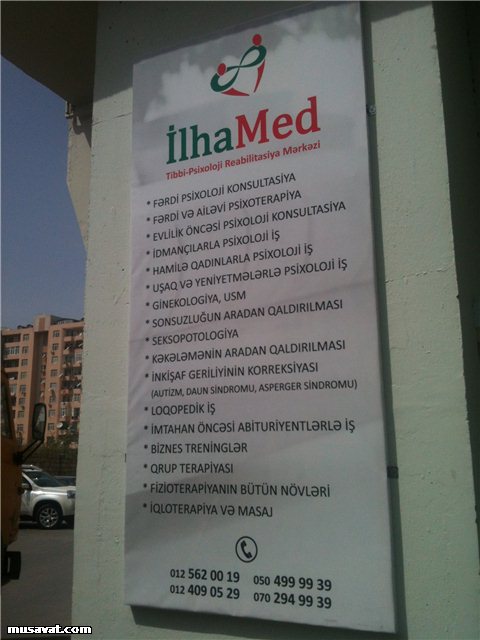 İlhaMed
Tibbi-Psixoloji Reabilitasiya Mərkəzi
* FƏRDİ PSİXOLOJİ KONSULTASİYA
* FƏRDİ VƏ AİLƏVİ PSİXOTERAPİYA
* EVLİLİK ÖNCƏSİ PSİXOLOJİ KONSULTASİYA
* İDMANÇILARLA PSİXOLOJİ İŞ
* HAMİLƏ QADINLARLA PSİXOLOJİ İŞ
* UŞAQ VƏ YENİYETMƏLƏRLƏ PSİXOLOJİ İŞ
* GİNEKOLOGİYA, USM
* SONSUZLUĞUN ARADAN QALDIRILMASI
* SEKSOPOTOLOGİYA
* KƏKƏLƏMƏNİN ARADAN QALDIRILMASI
* İNKİŞAF GERİLİYİNİN KORREKSİYASI
(AUTİZM, DAUN SİNDROMU, ASPERGER SİNDROMU)
* LOQOPEDİK İŞ
* İMTAHAN ÖNCƏSİ ABİTURİYENTLƏRLƏ İŞ
* BİZNES TRENİNGLƏR
* QRUP TERAPİYASI
* FİZİOTERAPİYANIN BÜTÜN NÖVLƏRİ
* İQLOTERAPİYA VƏ MASAJ
012 562 00 19 050 499 99 39
012 409 05 29 070 294 99 39
musavat.com